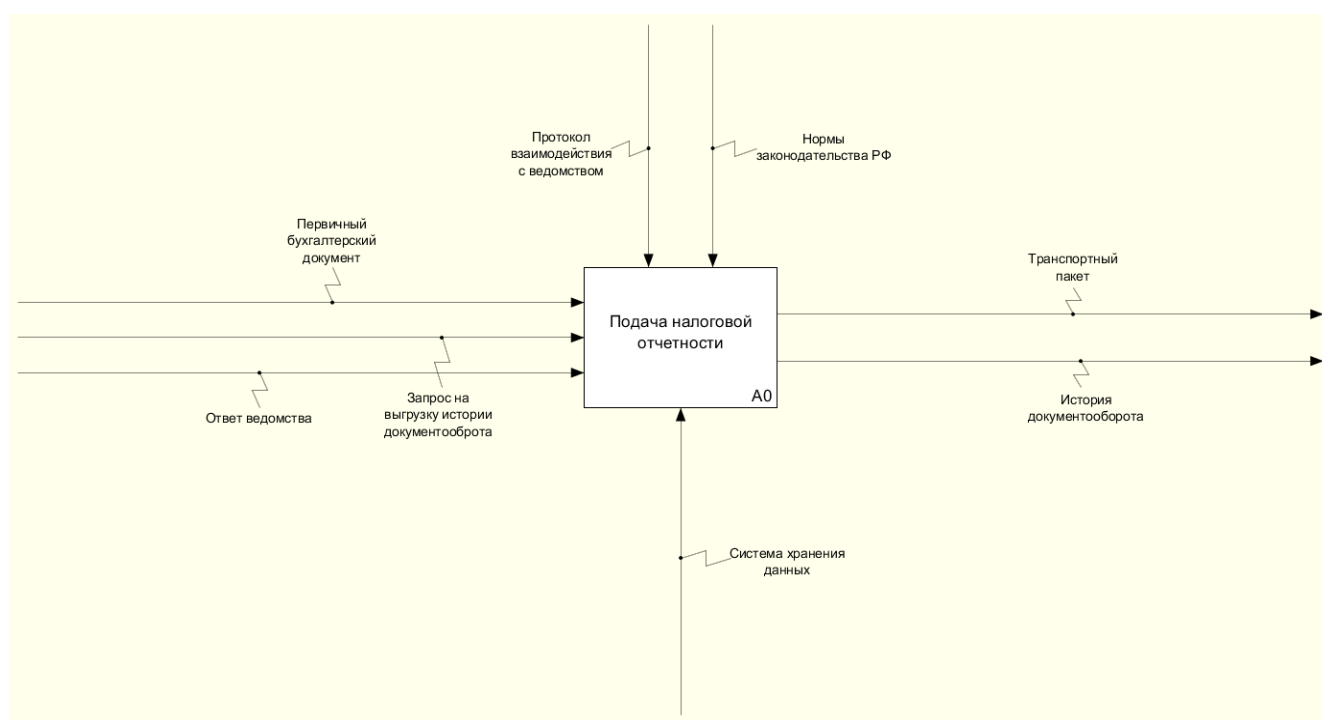 Протокол
взаимодействия
с ведомством
Нормы
законодательства РФ
Первичный
бухгалтерский
документ
Транспортный
пакет
Подача налоговой
отчетности
A0
Ответ ведомства
Запрос на
выгрузку истории
документооброта
История
документооборота
Система хранения
данных